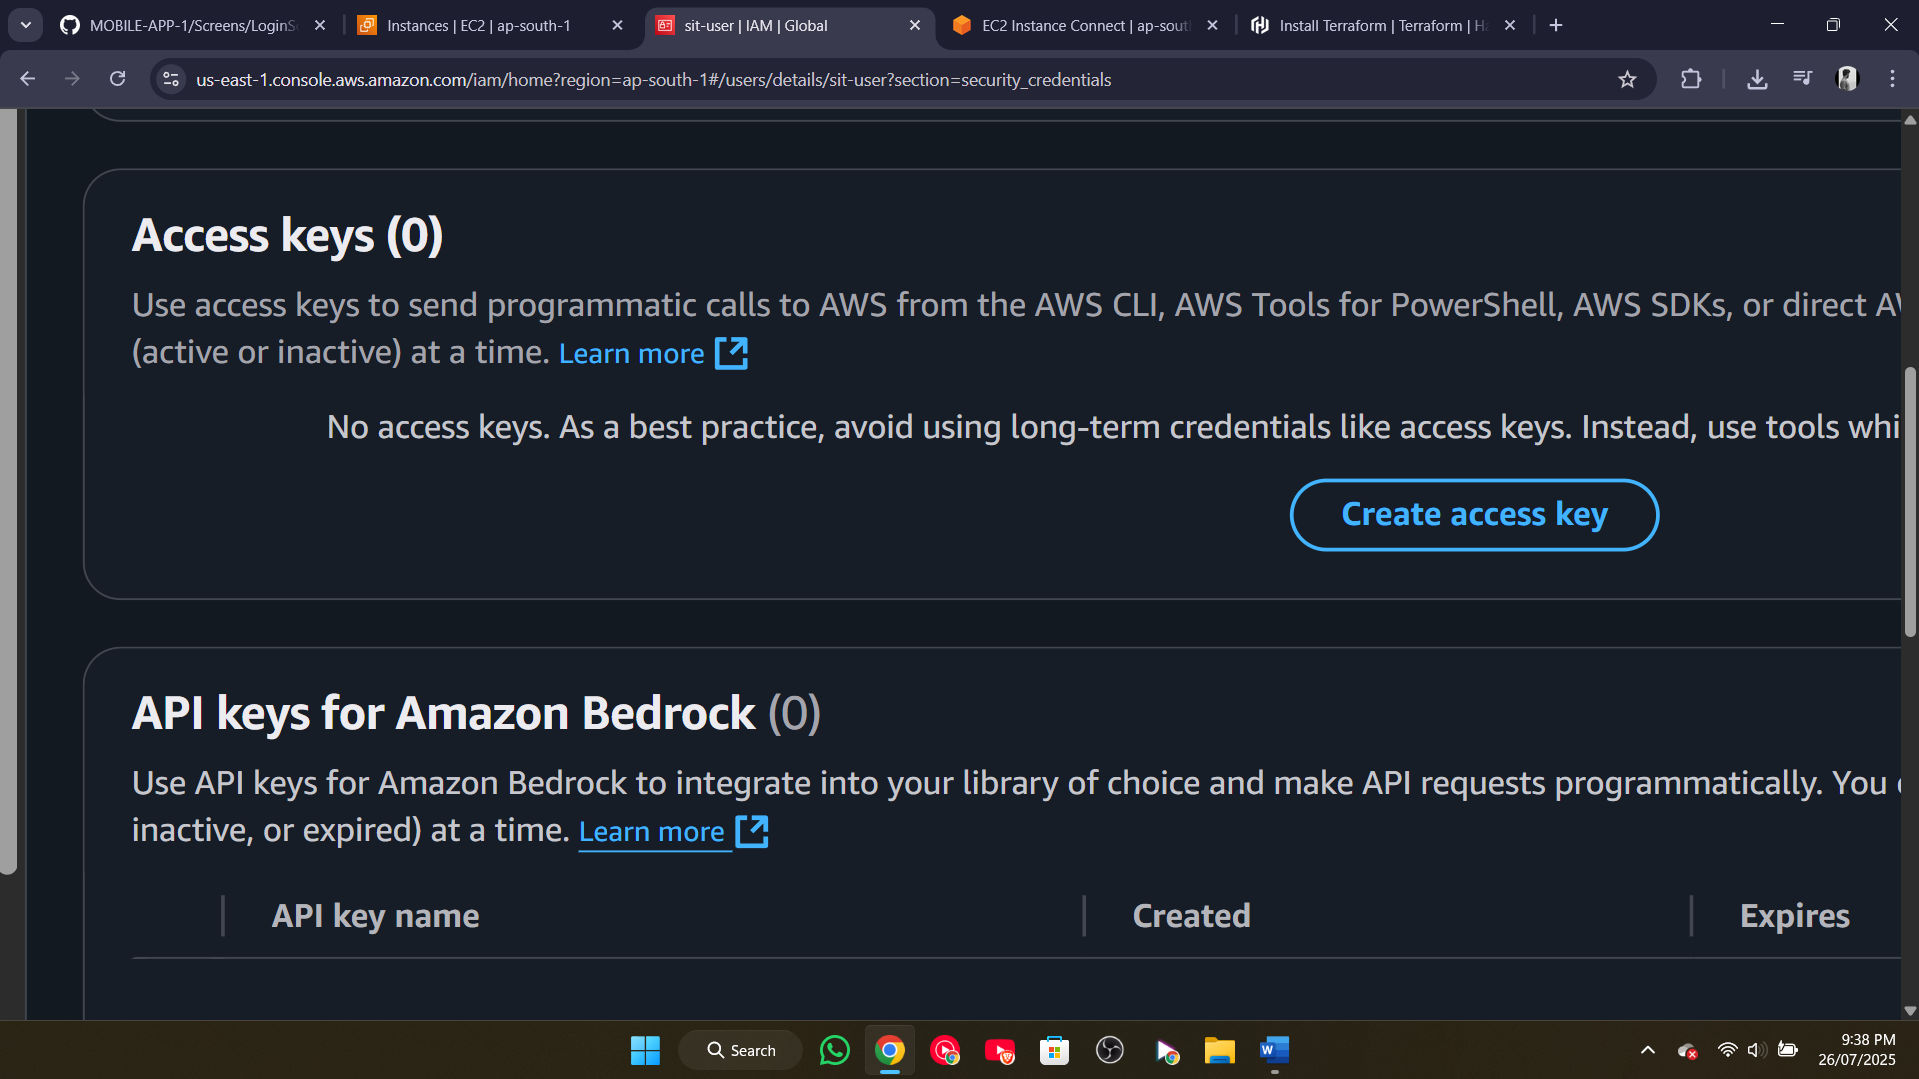 MOBILE-APP-1/Screens/LoginSc
Instances | EC2 | ap-south-1
sit-user | IAM | Global
EC2 Instance Connect | ap-sout
Install Terraform | Terraform | Ha
us-east-1.console.aws.amazon.com/iam/home?region=ap-south-1#/users/details/sit-user?section=security_credentials
Access keys (0)
Use access keys to send programmatic calls to AWS from the AWS CLI, AWS Tools for PowerShell, AWS SDKs, or direct AW
(active or inactive) at a time. Learn more
No access keys. As a best practice, avoid using long-term credentials like access keys. Instead, use tools whi
Create access key
API keys for Amazon Bedrock (0)
Use API keys for Amazon Bedrock to integrate into your library of choice and make API requests programmatically. You
inactive, or expired) at a time. Learn more
API key name
Created
Expires
Search
9:38 PM
26/07/2025